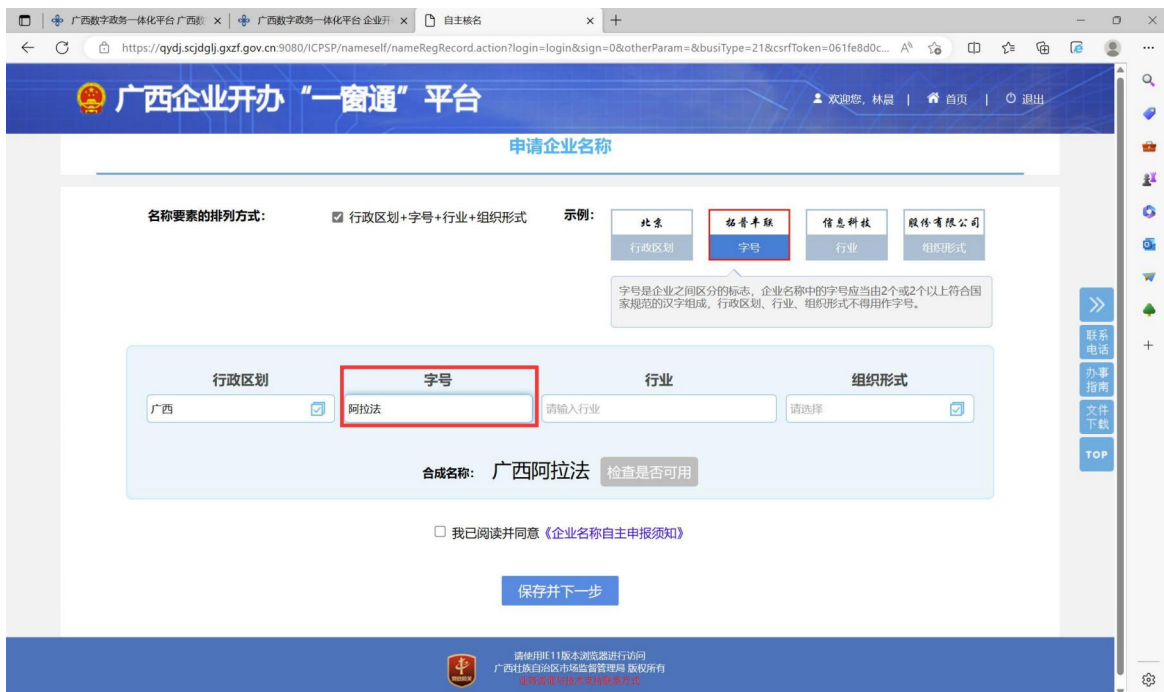 广西数字政务一体化平台 广西数
广西数字政务一体化平台 企业开
自主核名
https://qydj.scjdglj.gxzf.gov.cn:9080/ICPSP/nameself/nameRegRecord.action?login=login&sign=0&otherParam=&busiType=21&csrfToken=061fe8d0c...
广西企业开办“一窗通”平台
欢迎您, 林晨 | 首页 | 退出
申请企业名称
名称要素的排列方式: 行政区划+字号+行业+组织形式 示例:
北京 拓普丰联 信息科技 股份有限公司
行政区划 字号 行业 组织形式
字号是企业之间区分的标志，企业名称中的字号应当由2个或2个以上符合国
家规范的汉字组成，行政区划、行业、组织形式不得用作字号。
联系
电话
办事
指南
文件
下载
TOP
行政区划 字号 行业 组织形式
广西 阿拉法 请输入行业 请选择
合成名称: 广西阿拉法 检查是否可用
我已阅读并同意《企业名称自主申报须知》
保存并下一步
请使用IE11版本浏览器进行访问
广西壮族自治区市场监督管理局 版权所有